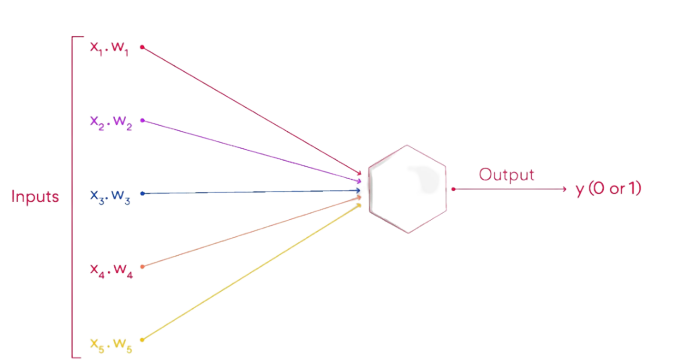 x₁.w₁
x₂.w₂
Inputs
x₃.w₃
x₄.w₄
x₅.w₅
Output
y (0 or 1)